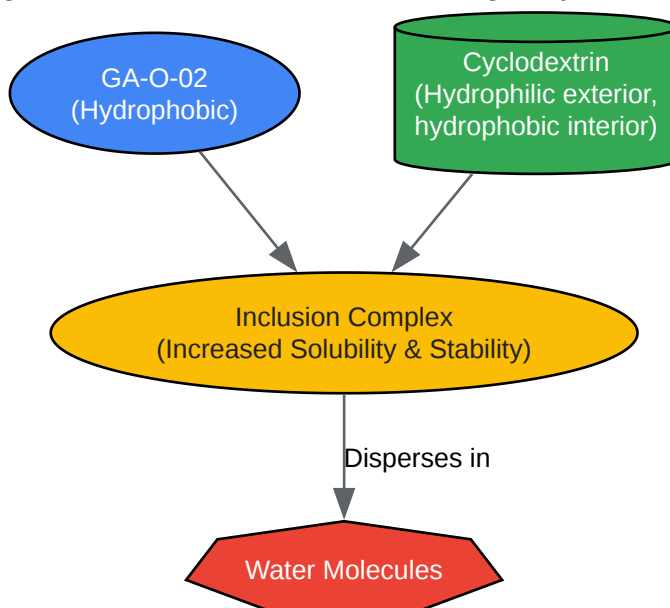 GA-O-02
(Hydrophobic)
Cyclodextrin
(Hydrophilic exterior,
hydrophobic interior)
Inclusion Complex
(Increased Solubility & Stability)
Disperses in
Water Molecules